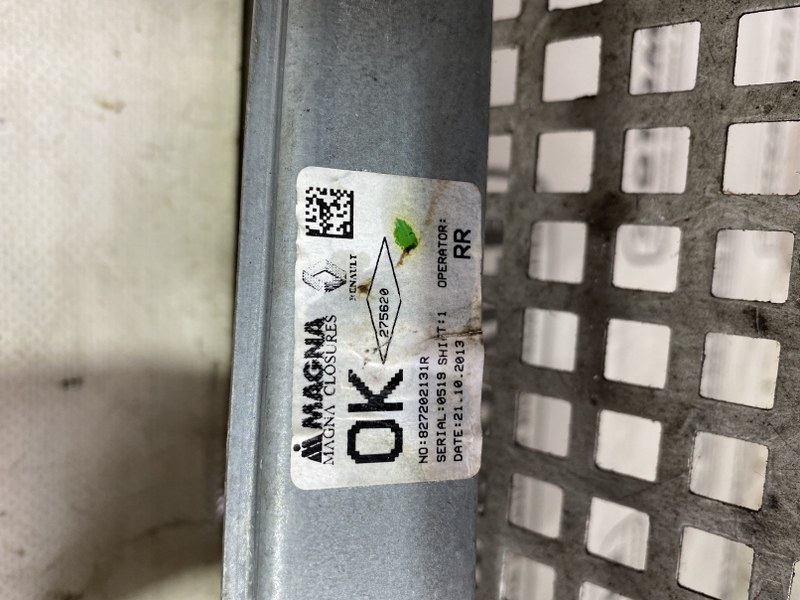 MAGNA
MAGNA CLOSURES
RENAULT
OK
275620
NO:827202131R
SERIAL:0519 SHIFT:1 OPERATOR:
DATE:21.10.2013 RR